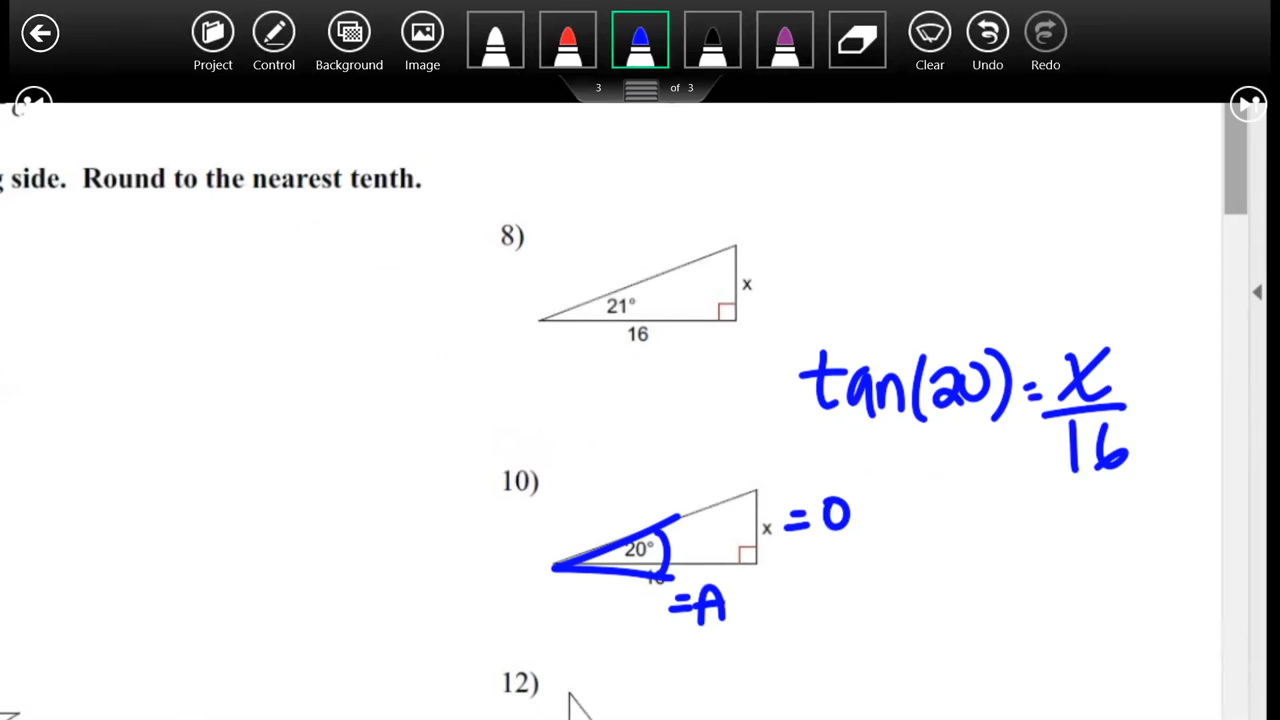 Project Control Background Image Clear Undo Redo
3 of 3
g side. Round to the nearest tenth.
8)
21°
x
16
tan(20) = x/16
10)
20°
x = O
= A
12)